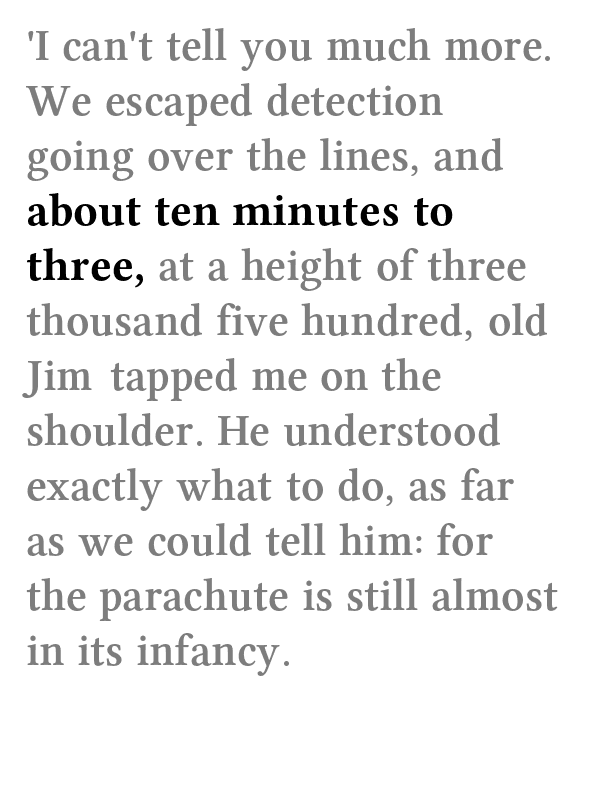 'I can't tell you much more.
We escaped detection
going over the lines, and
about ten minutes to
three, at a height of three
thousand five hundred, old
Jim tapped me on the
shoulder. He understood
exactly what to do, as far
as we could tell him: for
the parachute is still almost
in its infancy.